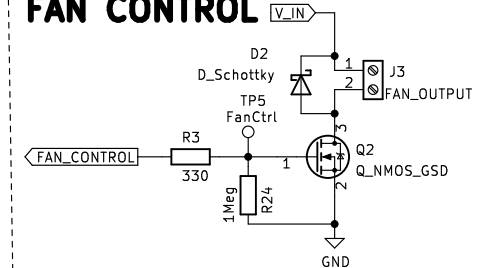 FAN CONTROL
V_IN
D2
D_Schottky
1
2
J3
FAN_OUTPUT
TP5
FanCtrl
3
R3
FAN_CONTROL
330
1
Q2
Q_NMOS_GSD
2
1Meg
R24
GND